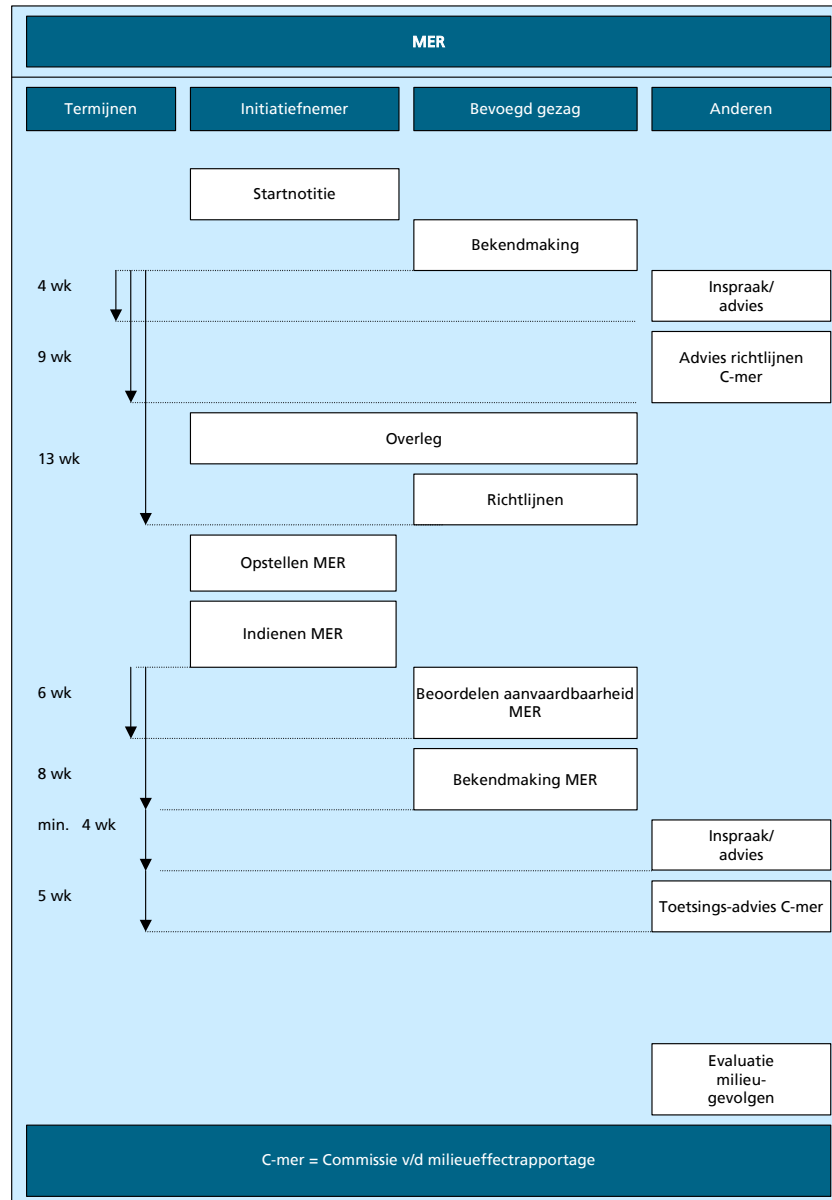 MER
Termijnen
Initiatiefnemer
Bevoegd gezag
Anderen
Startnotitie
Bekendmaking
4 wk
Inspraak/
advies
9 wk
Advies richtlijnen
C-mer
Overleg
13 wk
Richtlijnen
Opstellen MER
Indienen MER
6 wk
Beoordelen aanvaardbaarheid
MER
8 wk
Bekendmaking MER
min. 4 wk
Inspraak/
advies
5 wk
Toetsings-advies C-mer
Evaluatie
milieu-
gevolgen
C-mer = Commissie v/d milieueffectrapportage